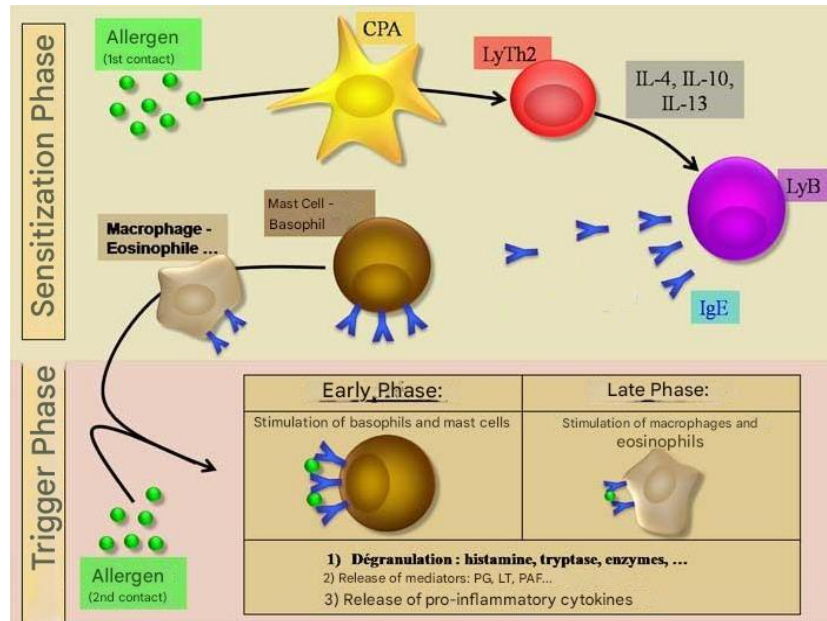 Sensitization Phase
Allergen
(1st contact)
CPA
LyTh2
IL-4, IL-10,
IL-13
LyB
IgE
Mast Cell -
Basophil
Macrophage -
Eosinophile ...
Trigger Phase
Allergen
(2nd contact)
Early Phase:
Stimulation of basophils and mast cells
Late Phase:
Stimulation of macrophages and
eosinophils
1) Dégranulation : histamine, tryptase, enzymes, ...
2) Release of mediators: PG, LT, PAF...
3) Release of pro-inflammatory cytokines